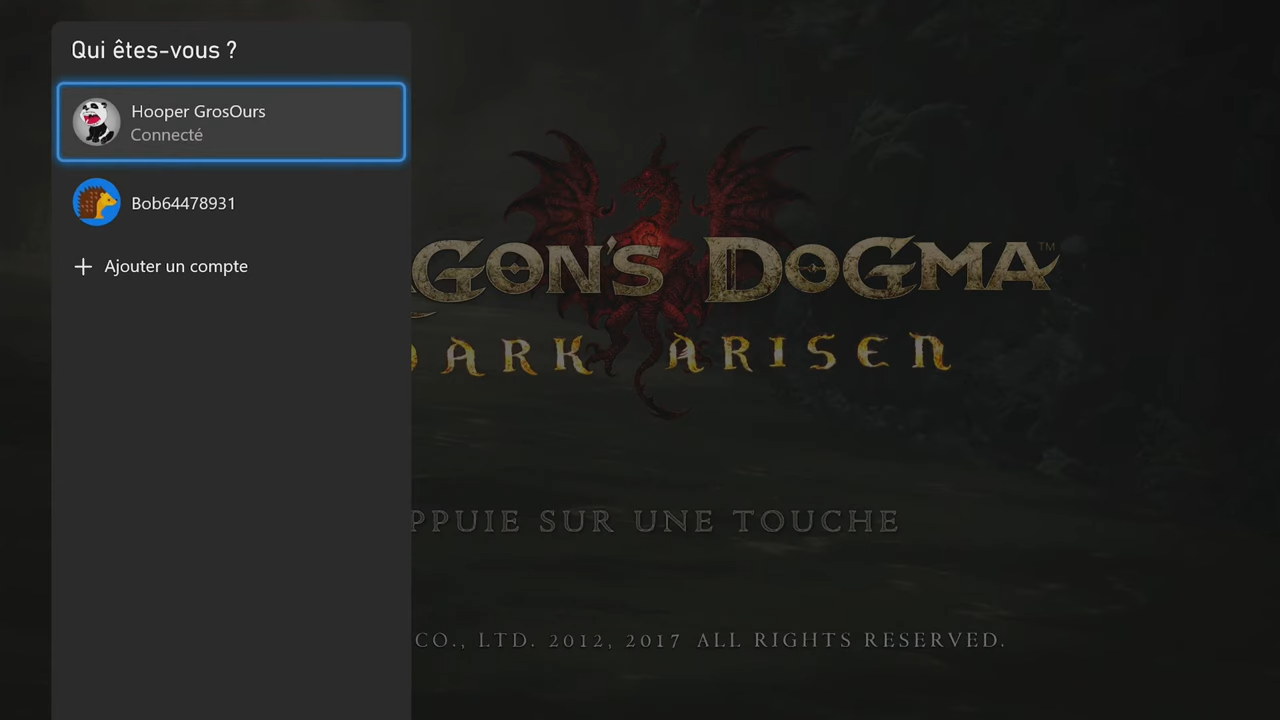 Qui êtes-vous ?
Hooper GrosOurs
Connecté
Bob64478931
Ajouter un compte
GON'S DOGMA™
ARK ARISEN
PPUIE SUR UNE TOUCHE
CO., LTD. 2012, 2017 ALL RIGHTS RESERVED.